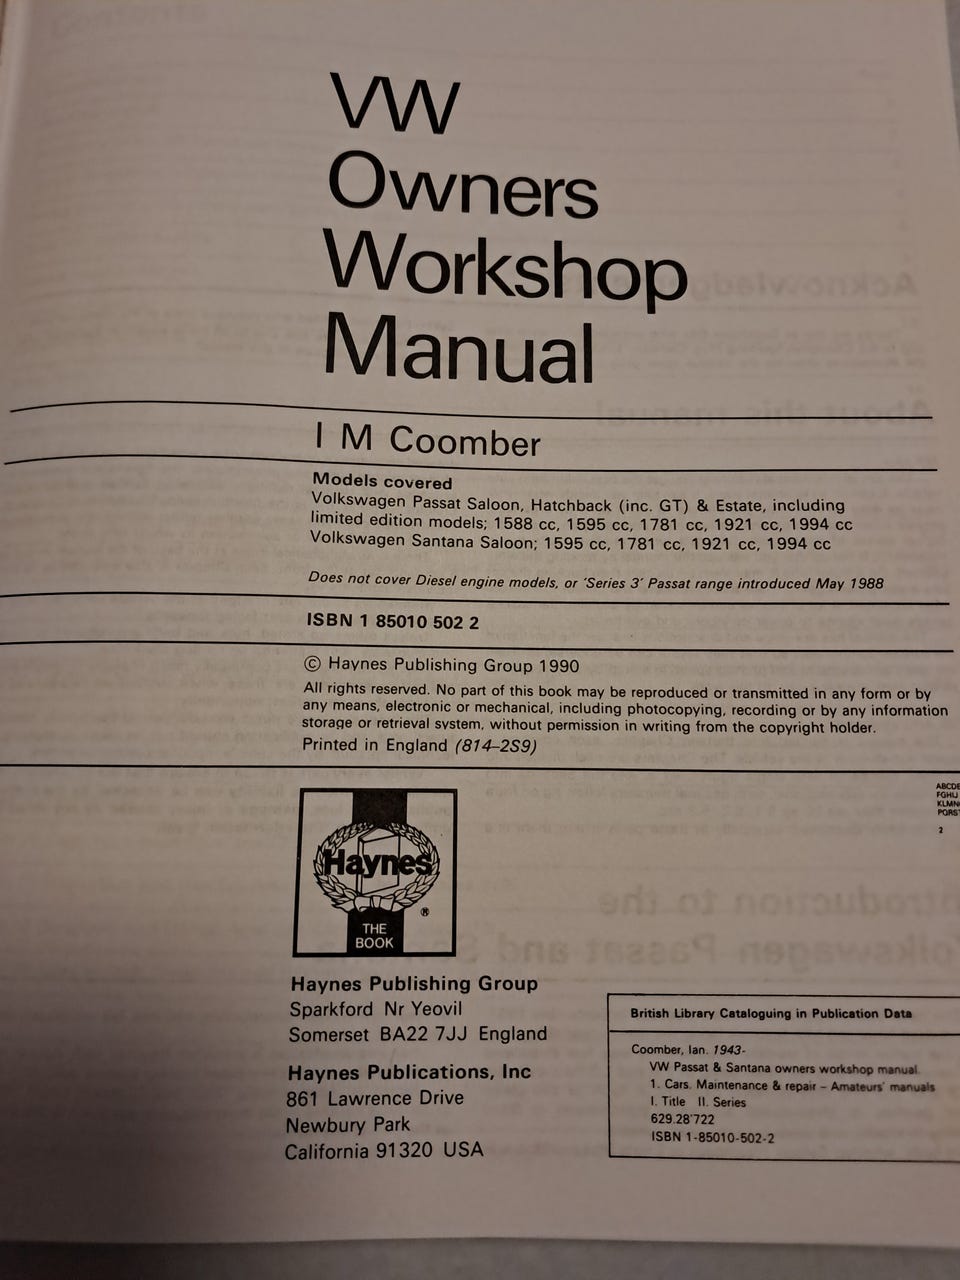 VW
Owners
Workshop
Manual
I M Coomber
Models covered
Volkswagen Passat Saloon, Hatchback (inc. GT) & Estate, including
limited edition models; 1588 cc, 1595 cc, 1781 cc, 1921 cc, 1994 cc
Volkswagen Santana Saloon; 1595 cc, 1781 cc, 1921 cc, 1994 cc
Does not cover Diesel engine models, or 'Series 3' Passat range introduced May 1988
ISBN 1 85010 502 2
© Haynes Publishing Group 1990
All rights reserved. No part of this book may be reproduced or transmitted in any form or by
any means, electronic or mechanical, including photocopying, recording or by any information
storage or retrieval system, without permission in writing from the copyright holder.
Printed in England (814–2S9)
ABCDE
FGHIJ
KLMN
PQRS
2
Haynes
®
THE
BOOK
Haynes Publishing Group
Sparkford Nr Yeovil
Somerset BA22 7JJ England
Haynes Publications, Inc
861 Lawrence Drive
Newbury Park
California 91320 USA
British Library Cataloguing in Publication Data
Coomber, Ian. 1943-
VW Passat & Santana owners workshop manual.
1. Cars. Maintenance & repair – Amateurs' manuals
I. Title II. Series
629.28'722
ISBN 1-85010-502-2